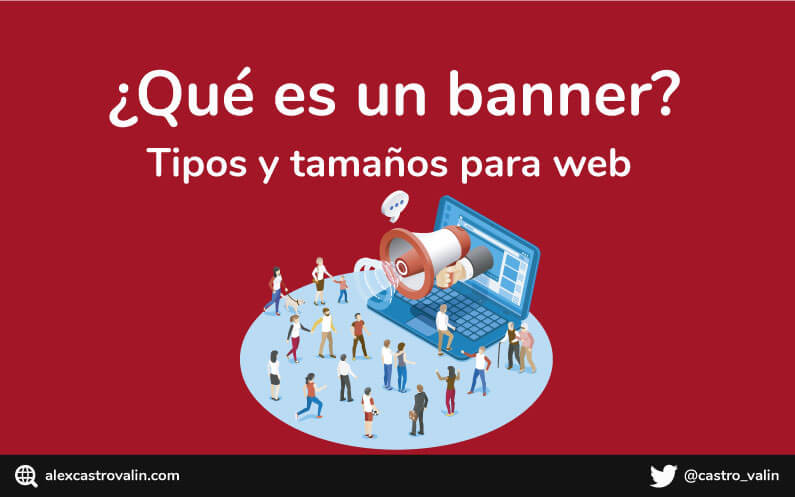 ¿Qué es un banner?
Tipos y tamaños para web
alexcastrovalin.com
@castro_valin